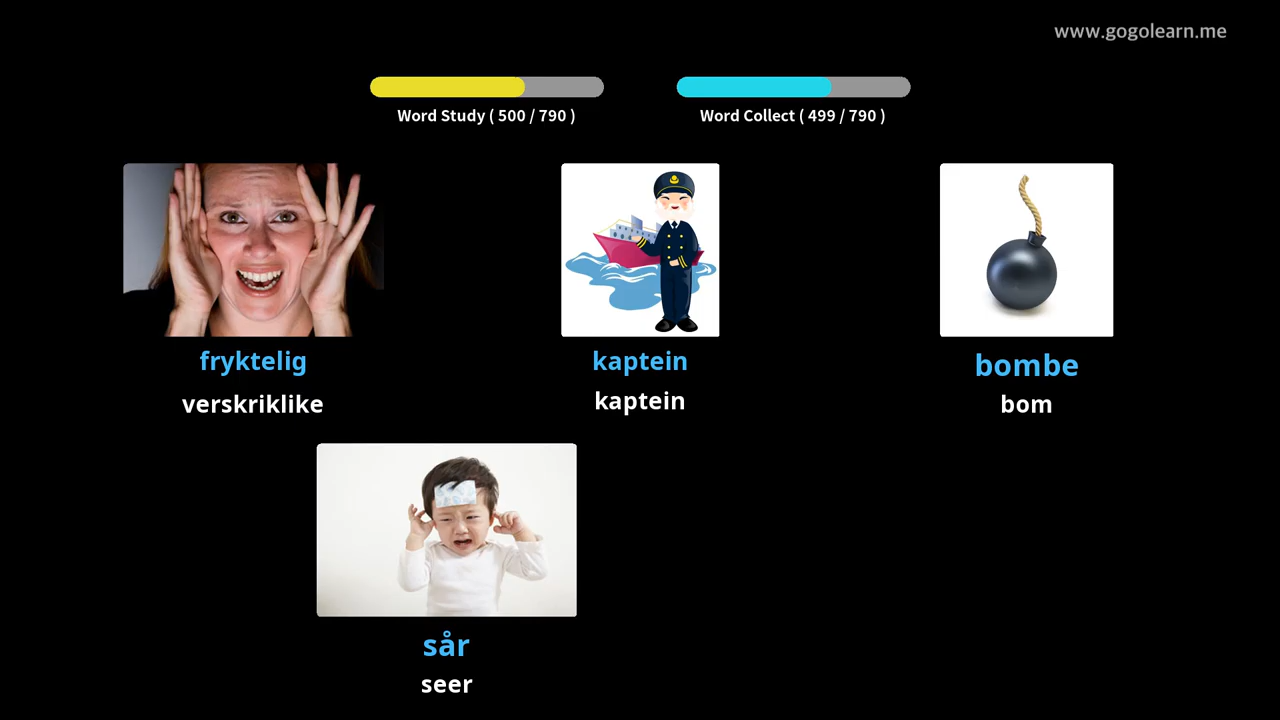 www.gogolearn.me
Word Study ( 500 / 790 )
Word Collect ( 499 / 790 )
fryktelig
verskriklike
kaptein
kaptein
bombe
bom
sår
seer